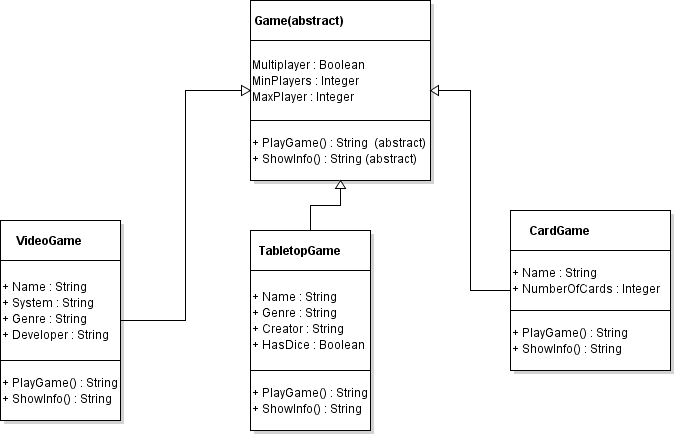 Game(abstract)
Multiplayer : Boolean
MinPlayers : Integer
MaxPlayer : Integer
+ PlayGame() : String  (abstract)
+ ShowInfo() : String (abstract)
VideoGame
+ Name : String
+ System : String
+ Genre : String
+ Developer : String
+ PlayGame() : String
+ ShowInfo() : String
TabletopGame
+ Name : String
+ Genre : String
+ Creator : String
+ HasDice : Boolean
+ PlayGame() : String
+ ShowInfo() : String
CardGame
+ Name : String
+ NumberOfCards : Integer
+ PlayGame() : String
+ ShowInfo() : String